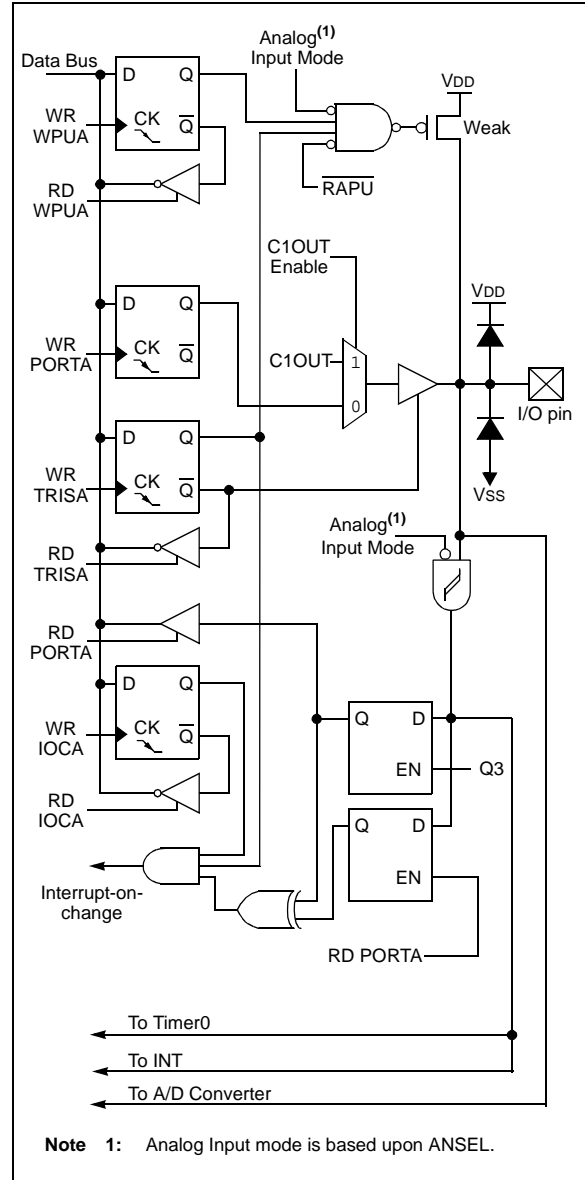 Analog(1)
Input Mode
Data Bus
D Q
VDD
WR
WPUA
CK Q
Weak
RD
WPUA
RAPU
C1OUT
Enable
D Q
VDD
WR
PORTA
CK Q
C1OUT
1
0
I/O pin
D Q
WR
TRISA
CK Q
VSS
Analog(1)
Input Mode
RD
TRISA
RD
PORTA
D Q
WR
IOCA
CK Q
Q D
EN
Q3
RD
IOCA
Q D
EN
Interrupt-on-
change
RD PORTA
To Timer0
To INT
To A/D Converter
Note 1: Analog Input mode is based upon ANSEL.